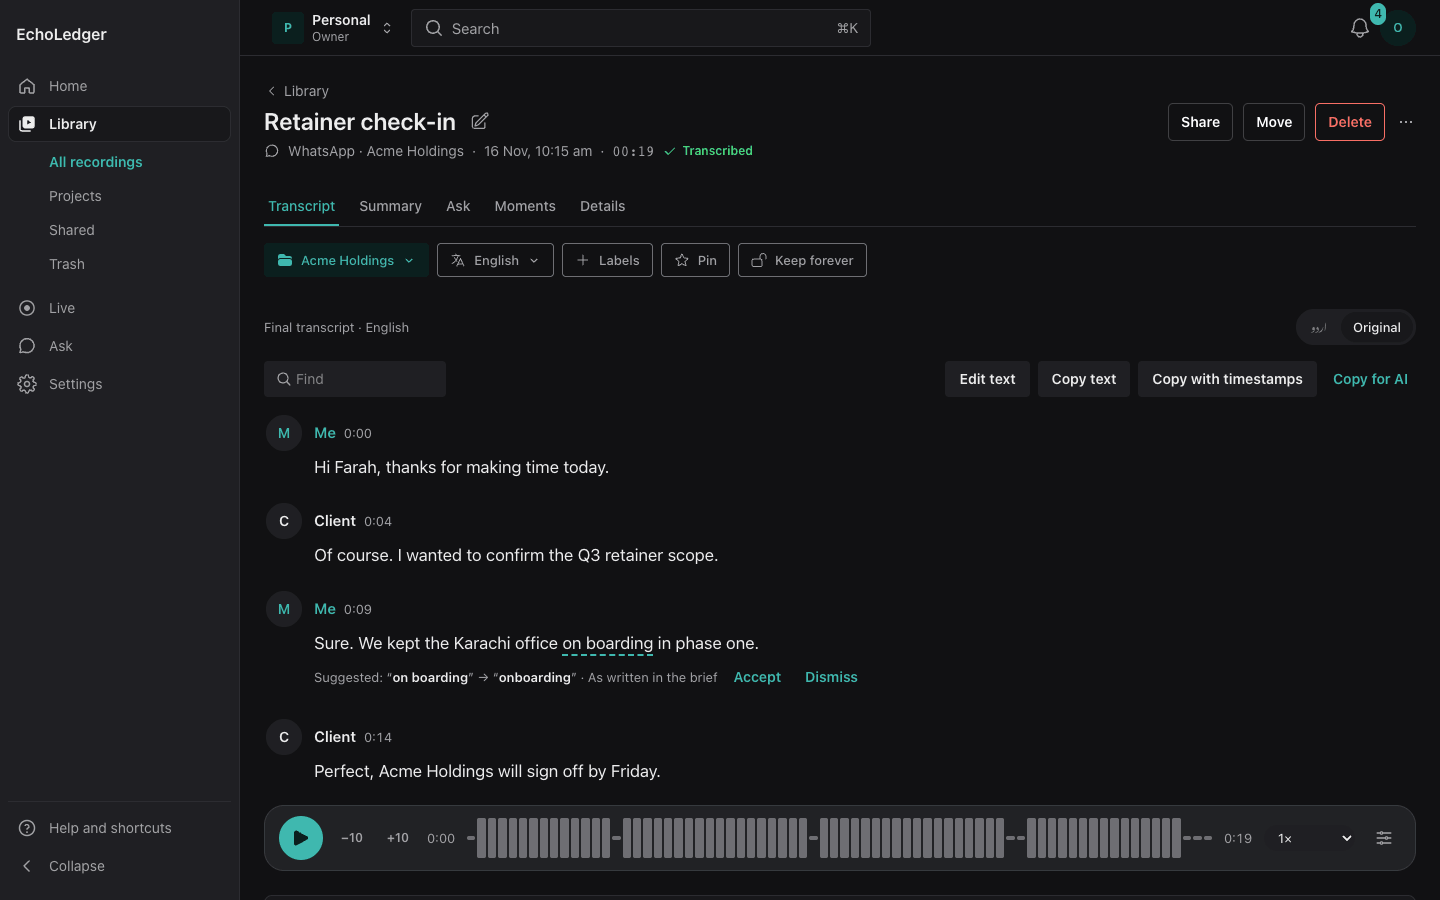 EchoLedger
Home
Library
All recordings
Projects
Shared
Trash
Live
Ask
Settings
Help and shortcuts
Collapse
P
Personal
Owner
Search
⌘K
4
O
Library
Retainer check-in
WhatsApp · Acme Holdings · 16 Nov, 10:15 am · 00:19 Transcribed
Share
Move
Delete
Transcript
Summary
Ask
Moments
Details
Acme Holdings
English
Labels
Pin
Keep forever
Final transcript · English
اردو
Original
Find
Edit text
Copy text
Copy with timestamps
Copy for AI
M
Me 0:00
Hi Farah, thanks for making time today.
C
Client 0:04
Of course. I wanted to confirm the Q3 retainer scope.
M
Me 0:09
Sure. We kept the Karachi office on boarding in phase one.
Suggested: “on boarding” → “onboarding” · As written in the brief Accept Dismiss
C
Client 0:14
Perfect, Acme Holdings will sign off by Friday.
−10
+10
0:00
0:19
1×